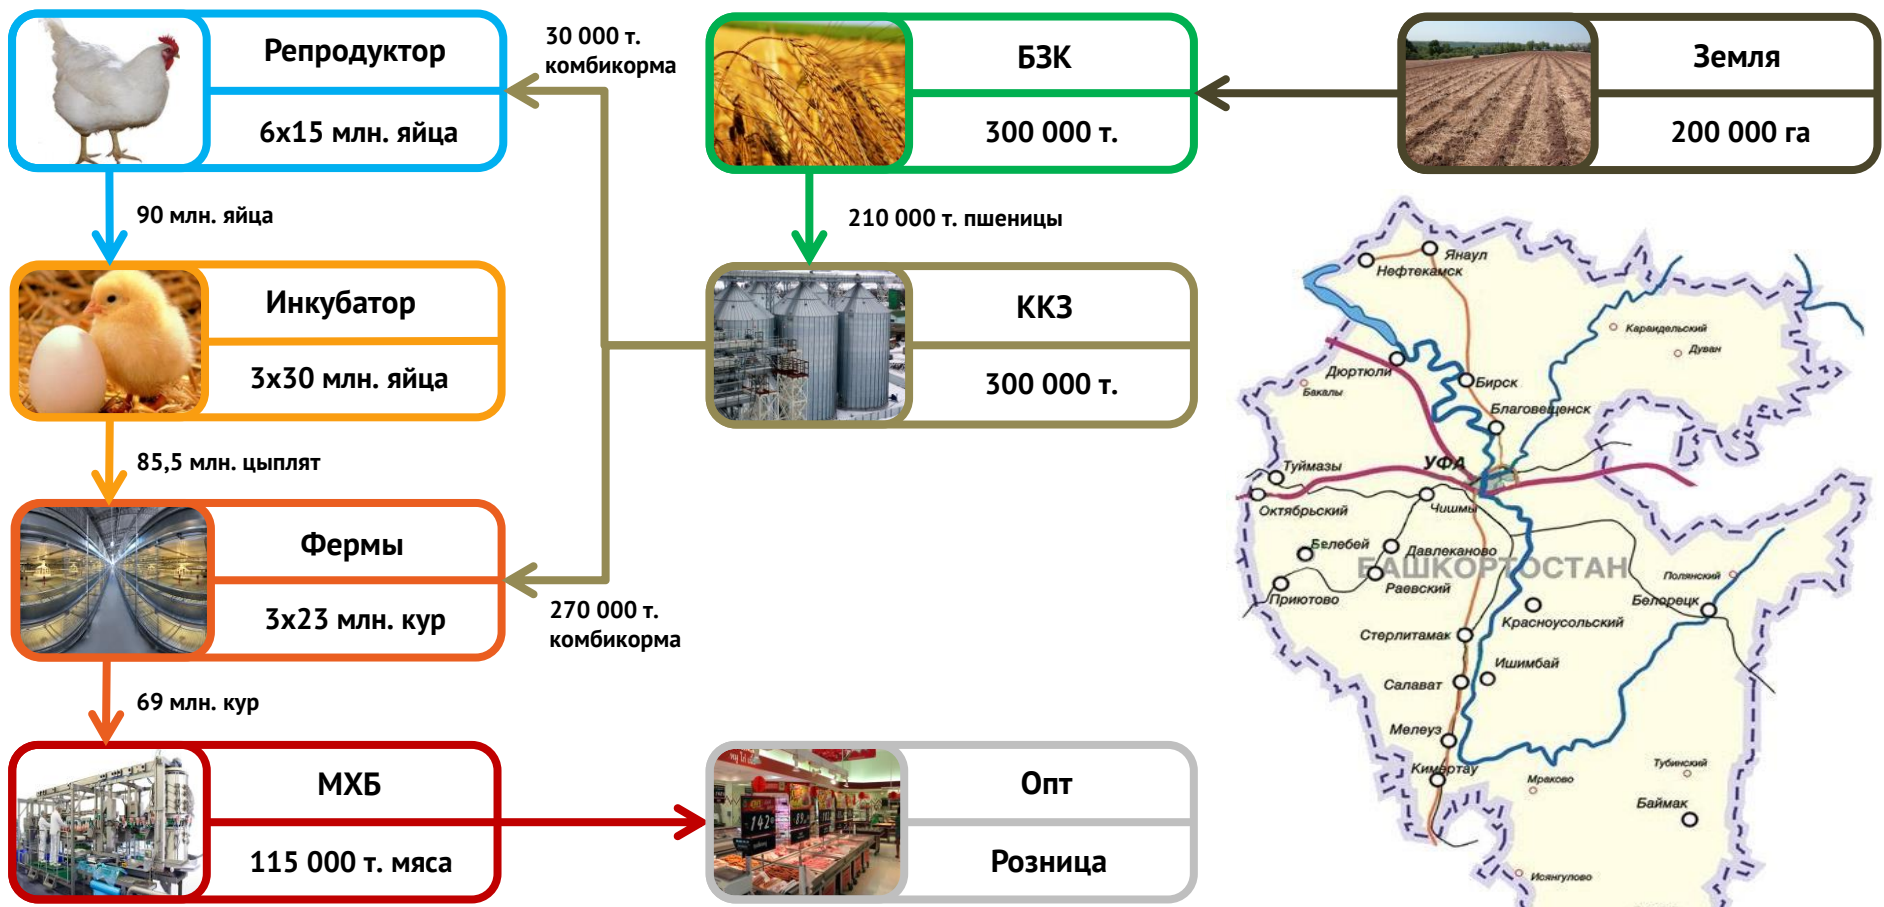 Репродуктор
6х15 млн. яйца
30 000 т.
комбикорма
БЗК
300 000 т.
Земля
200 000 га
90 млн. яйца
210 000 т. пшеницы
Инкубатор
3х30 млн. яйца
ККЗ
300 000 т.
85,5 млн. цыплят
Фермы
3х23 млн. кур
270 000 т.
комбикорма
69 млн. кур
МХБ
115 000 т. мяса
Опт
Розница
142
89
Янаул
Нефтекамск
Караидельский
Дуван
Дюртюли
Бирск
Бакалы
Благовещенск
УФА
Туймазы
Октябрьский
Чишмы
Белебей
Давлеканово
БАШКОРТОСТАН
Раевский
Приютово
Полянский
Белорецк
Красноусольский
Стерлитамак
Ишимбай
Салават
Мелеуз
Кумертау
Мраково
Тубинский
Баймак
Исянгулово